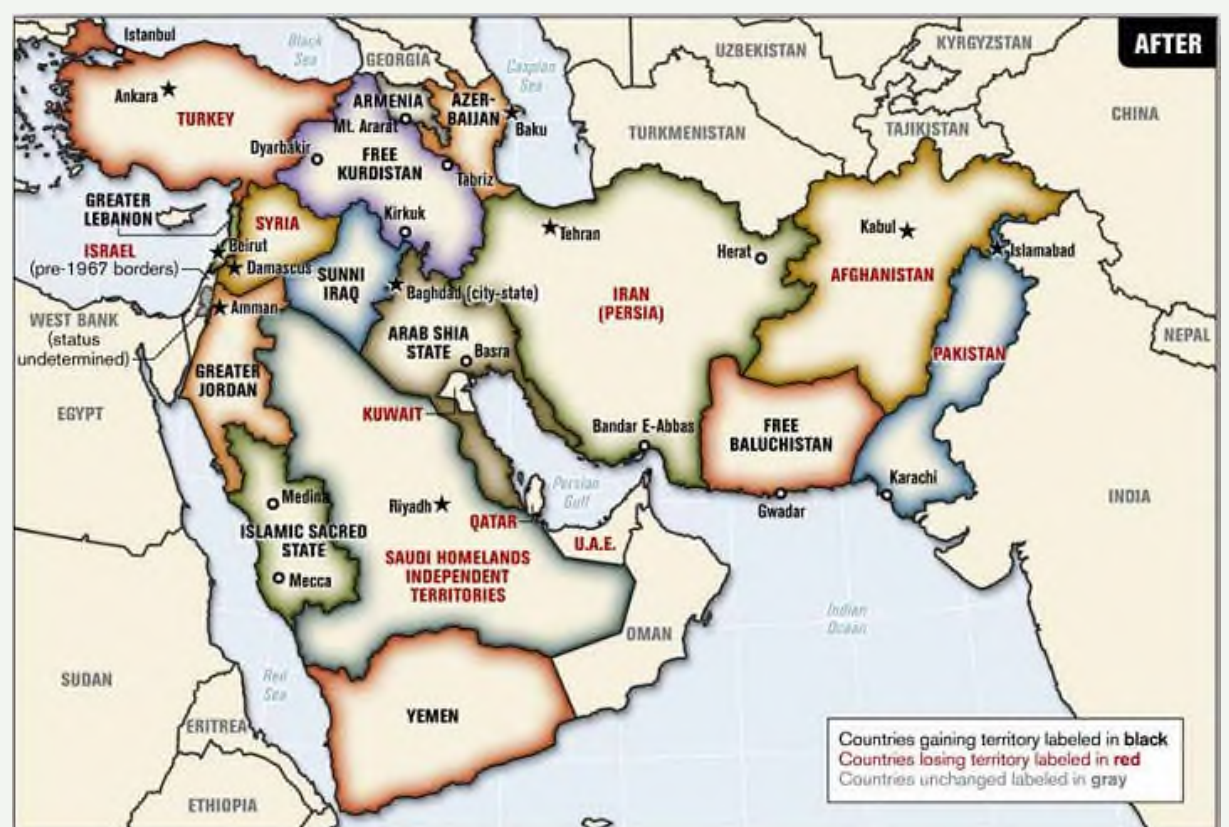 AFTER
Istanbul
Black
Sea
GEORGIA
Caspian
Sea
UZBEKISTAN
KYRGYZSTAN
Ankara
TURKEY
ARMENIA
AZER-
BAIJAN
Baku
TURKMENISTAN
TAJIKISTAN
CHINA
Mt. Ararat
Dyarbakir
FREE
KURDISTAN
Tabriz
GREATER
LEBANON
SYRIA
Kirkuk
Tehran
Herat
Kabul
Islamabad
ISRAEL
(pre-1967 borders)
Beirut
Damascus
SUNNI
IRAQ
Baghdad (city-state)
IRAN
(PERSIA)
AFGHANISTAN
WEST BANK
(status
undetermined)
Amman
ARAB SHIA
STATE
Basra
PAKISTAN
NEPAL
GREATER
JORDAN
EGYPT
KUWAIT
Bandar E-Abbas
FREE
BALUCHISTAN
Karachi
Gwadar
INDIA
Medina
Riyadh
Persian
Gulf
QATAR
U.A.E.
ISLAMIC SACRED
STATE
Mecca
SAUDI HOMELANDS
INDEPENDENT
TERRITORIES
OMAN
Indian
Ocean
SUDAN
Red
Sea
ERITREA
YEMEN
ETHIOPIA
Countries gaining territory labeled in black
Countries losing territory labeled in red
Countries unchanged labeled in gray